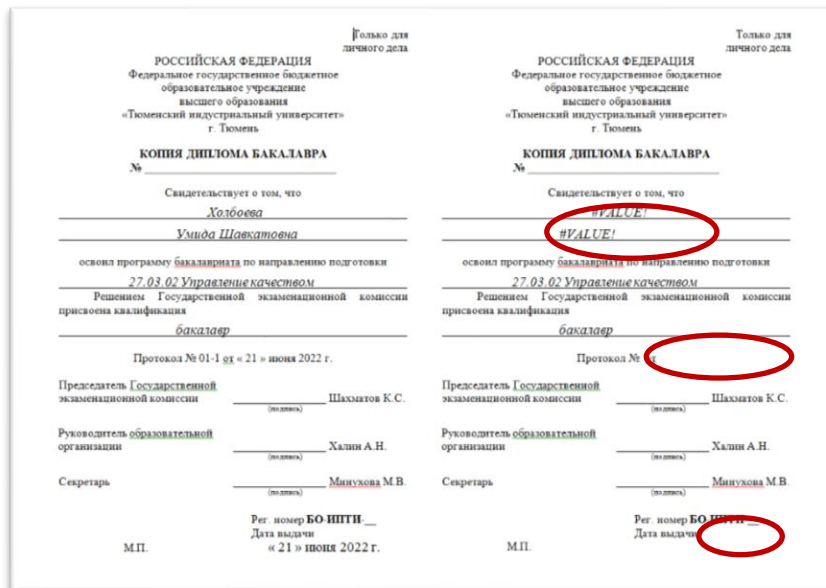 Только для
личного дела
РОССИЙСКАЯ ФЕДЕРАЦИЯ
Федеральное государственное бюджетное
образовательное учреждение
высшего образования
«Тюменский индустриальный университет»
г. Тюмень
КОПИЯ ДИПЛОМА БАКАЛАВРА
№
Свидетельствует о том, что
Холбоева
Умида Шавкатовна
освоил программу бакалавриата по направлению подготовки
27.03.02 Управление качеством
Решением Государственной экзаменационной комиссии
присвоена квалификация
бакалавр
Протокол № 01-1 от « 21 » июня 2022 г.
Председатель Государственной
экзаменационной комиссии Шахматов К.С.
(подпись)
Руководитель образовательной
организации Халин А.Н.
(подпись)
Секретарь Минухова М.В.
(подпись)
Рег. номер БО-ИПТИ-__
Дата выдачи
М.П. « 21 » июня 2022 г.
Только для
личного дела
РОССИЙСКАЯ ФЕДЕРАЦИЯ
Федеральное государственное бюджетное
образовательное учреждение
высшего образования
«Тюменский индустриальный университет»
г. Тюмень
КОПИЯ ДИПЛОМА БАКАЛАВРА
№
Свидетельствует о том, что
#VALUE!
#VALUE!
освоил программу бакалавриата по направлению подготовки
27.03.02 Управление качеством
Решением Государственной экзаменационной комиссии
присвоена квалификация
бакалавр
Протокол № от
Председатель Государственной
экзаменационной комиссии Шахматов К.С.
(подпись)
Руководитель образовательной
организации Халин А.Н.
(подпись)
Секретарь Минухова М.В.
(подпись)
Рег. номер БО-ИПТИ-__
Дата выдачи
М.П.